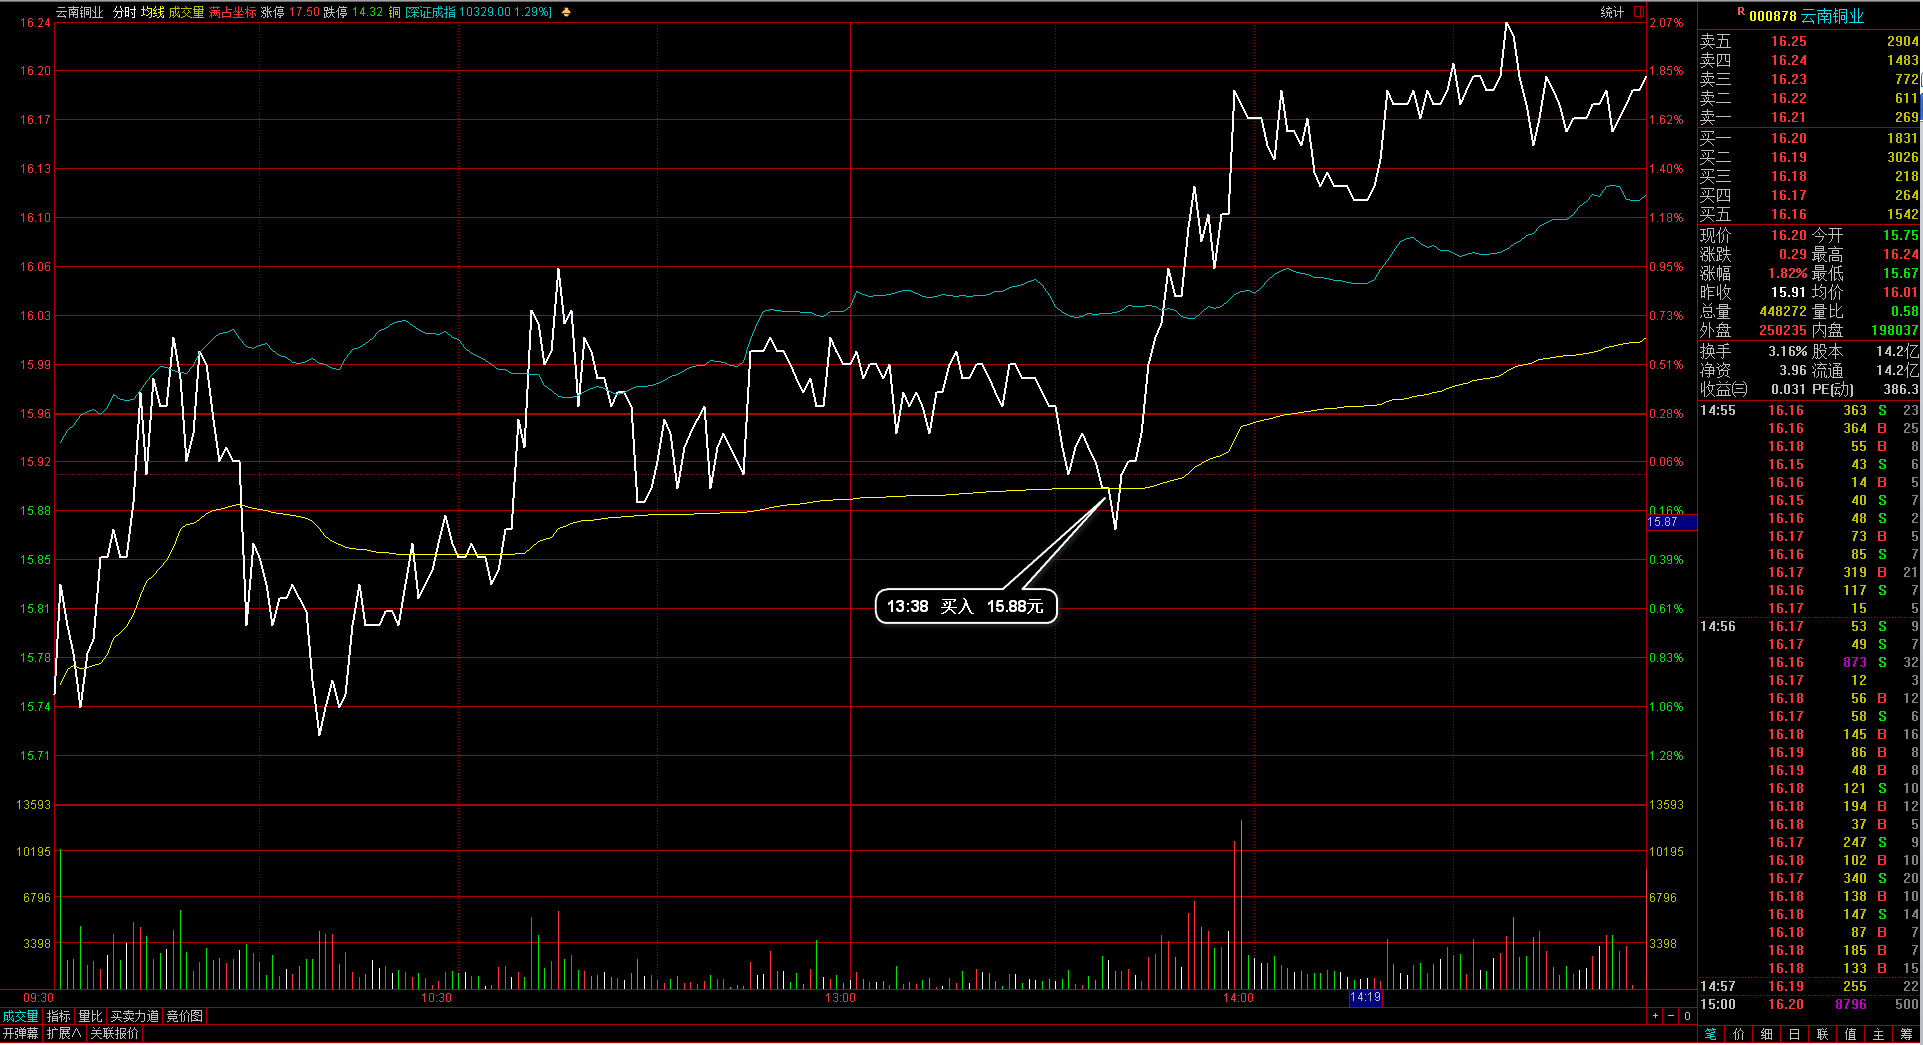 云南铜业 分时 均线 成交量 满占坐标 涨停 17.50 跌停 14.32 铜 [深证成指 10329.00 1.29%]
统计
16.24 2.07%
16.20 1.85%
16.17 1.62%
16.13 1.40%
16.10 1.18%
16.06 0.95%
16.03 0.73%
15.99 0.51%
15.96 0.28%
15.92 0.06%
15.88 0.16%
15.87
15.85 0.39%
15.81 0.61%
15.78 0.83%
15.74 1.06%
15.71 1.28%
13:38 买入 15.88元
13593 13593
10195 10195
6796 6796
3398 3398
09:30 10:30 13:00 14:00 14:19
成交量 指标 量比 买卖力道 竞价图
+ - 0
开弹幕 扩展∧ 关联报价
R 000878 云南铜业
卖五 16.25 2904
卖四 16.24 1483
卖三 16.23 772
卖二 16.22 611
卖一 16.21 269
买一 16.20 1831
买二 16.19 3026
买三 16.18 218
买四 16.17 264
买五 16.16 1542
现价 16.20 今开 15.75
涨跌 0.29 最高 16.24
涨幅 1.82% 最低 15.67
昨收 15.91 均价 16.01
总量 448272 量比 0.58
外盘 250235 内盘 198037
换手 3.16% 股本 14.2亿
净资 3.96 流通 14.2亿
收益(三) 0.031 PE(动) 386.3
14:55 16.16 363 S 23
16.16 364 B 25
16.18 55 B 8
16.15 43 S 6
16.16 14 B 5
16.15 40 S 7
16.16 48 S 2
16.17 73 B 5
16.16 85 S 7
16.17 319 B 21
16.16 117 S 7
16.17 15 5
14:56 16.17 53 S 9
16.17 49 S 7
16.16 873 S 32
16.17 12 3
16.18 56 B 12
16.17 58 S 6
16.18 145 B 16
16.19 86 B 8
16.19 48 B 8
16.18 121 S 10
16.18 194 B 12
16.18 37 B 5
16.17 247 S 9
16.18 102 B 10
16.17 340 S 20
16.18 138 B 10
16.18 147 S 14
16.18 87 B 7
16.18 185 B 7
16.18 133 B 15
14:57 16.19 255 22
15:00 16.20 8796 500
笔 价 细 日 联 值 主 筹